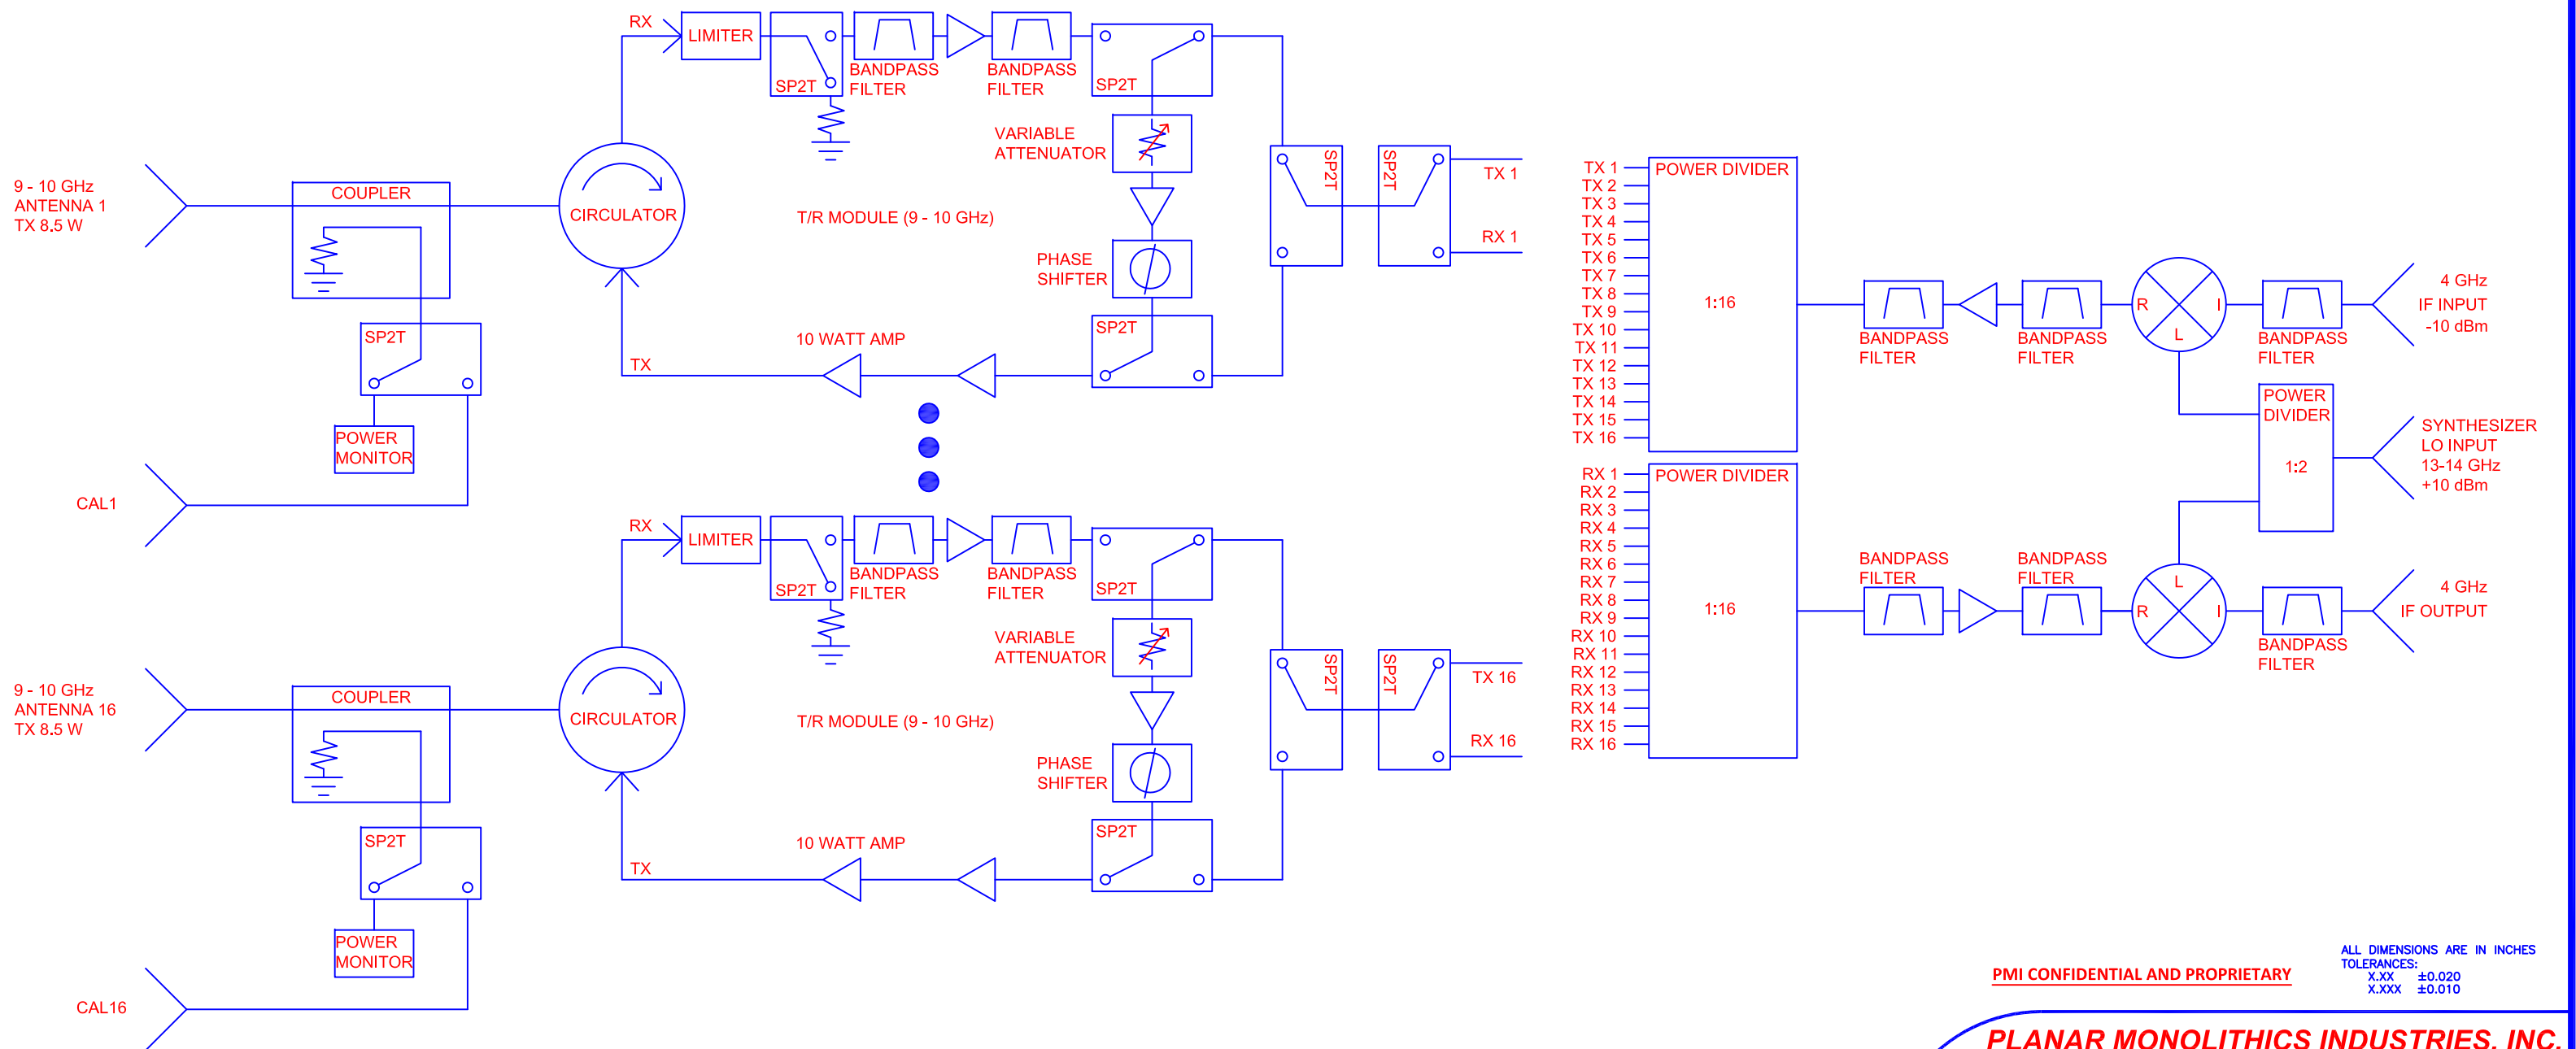 RX
LIMITER
SP2T
BANDPASS
FILTER
BANDPASS
FILTER
SP2T
VARIABLE
ATTENUATOR
9 - 10 GHz
ANTENNA 1
TX 8.5 W
COUPLER
CIRCULATOR
T/R MODULE (9 - 10 GHz)
PHASE
SHIFTER
SP2T
SP2T
TX 1
RX 1
SP2T
10 WATT AMP
TX
SP2T
POWER
MONITOR
CAL1
RX
LIMITER
SP2T
BANDPASS
FILTER
BANDPASS
FILTER
SP2T
VARIABLE
ATTENUATOR
9 - 10 GHz
ANTENNA 16
TX 8.5 W
COUPLER
CIRCULATOR
T/R MODULE (9 - 10 GHz)
PHASE
SHIFTER
SP2T
SP2T
TX 16
RX 16
SP2T
10 WATT AMP
TX
SP2T
POWER
MONITOR
CAL16
TX 1
TX 2
TX 3
TX 4
TX 5
TX 6
TX 7
TX 8
TX 9
TX 10
TX 11
TX 12
TX 13
TX 14
TX 15
TX 16
POWER DIVIDER
1:16
BANDPASS
FILTER
BANDPASS
FILTER
R
I
L
BANDPASS
FILTER
4 GHz
IF INPUT
-10 dBm
POWER
DIVIDER
1:2
SYNTHESIZER
LO INPUT
13-14 GHz
+10 dBm
RX 1
RX 2
RX 3
RX 4
RX 5
RX 6
RX 7
RX 8
RX 9
RX 10
RX 11
RX 12
RX 13
RX 14
RX 15
RX 16
POWER DIVIDER
1:16
BANDPASS
FILTER
BANDPASS
FILTER
L
R
I
BANDPASS
FILTER
4 GHz
IF OUTPUT
PMI CONFIDENTIAL AND PROPRIETARY
ALL DIMENSIONS ARE IN INCHES
TOLERANCES:
X.XX ±0.020
X.XXX ±0.010
PLANAR MONOLITHICS INDUSTRIES, INC.